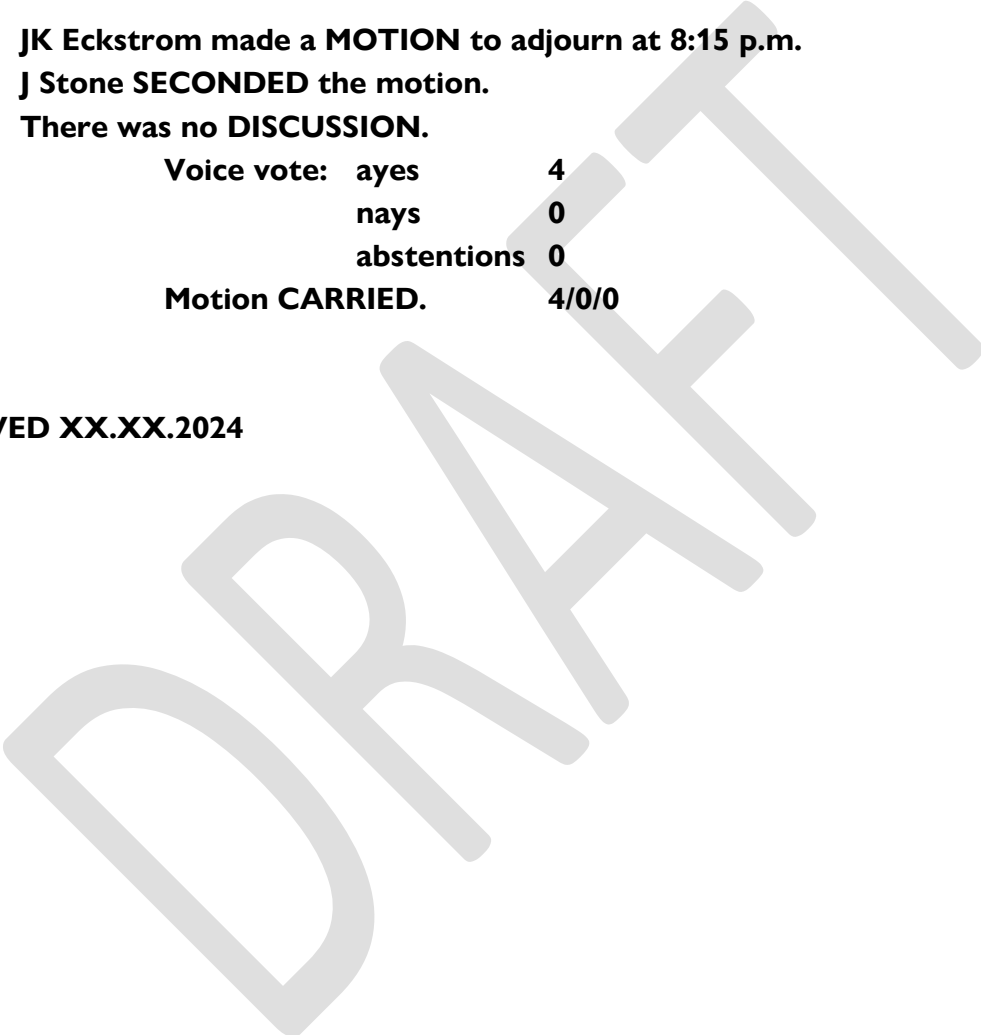 JK Eckstrom made a MOTION to adjourn at 8:15 p.m.
J Stone SECONDED the motion.
There was no DISCUSSION.
Voice vote: ayes 4
nays 0
abstentions 0
Motion CARRIED. 4/0/0
VED XX.XX.2024
DRAFT